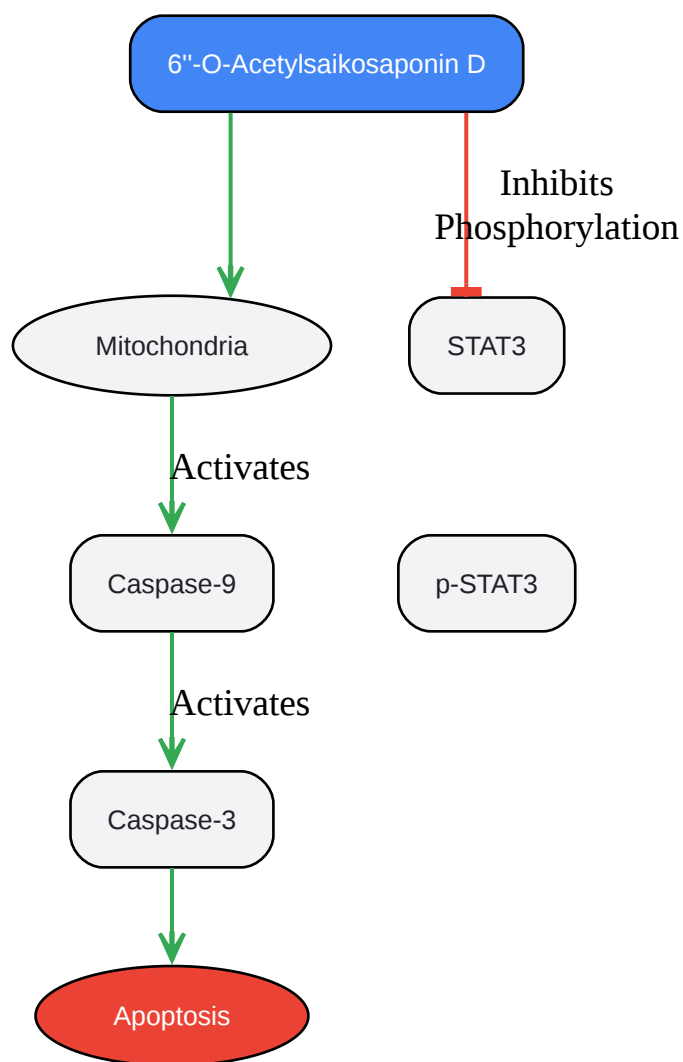 6''-O-Acetylsaikosaponin D
Inhibits
Phosphorylation
Mitochondria
STAT3
Activates
Caspase-9
p-STAT3
Activates
Caspase-3
Apoptosis